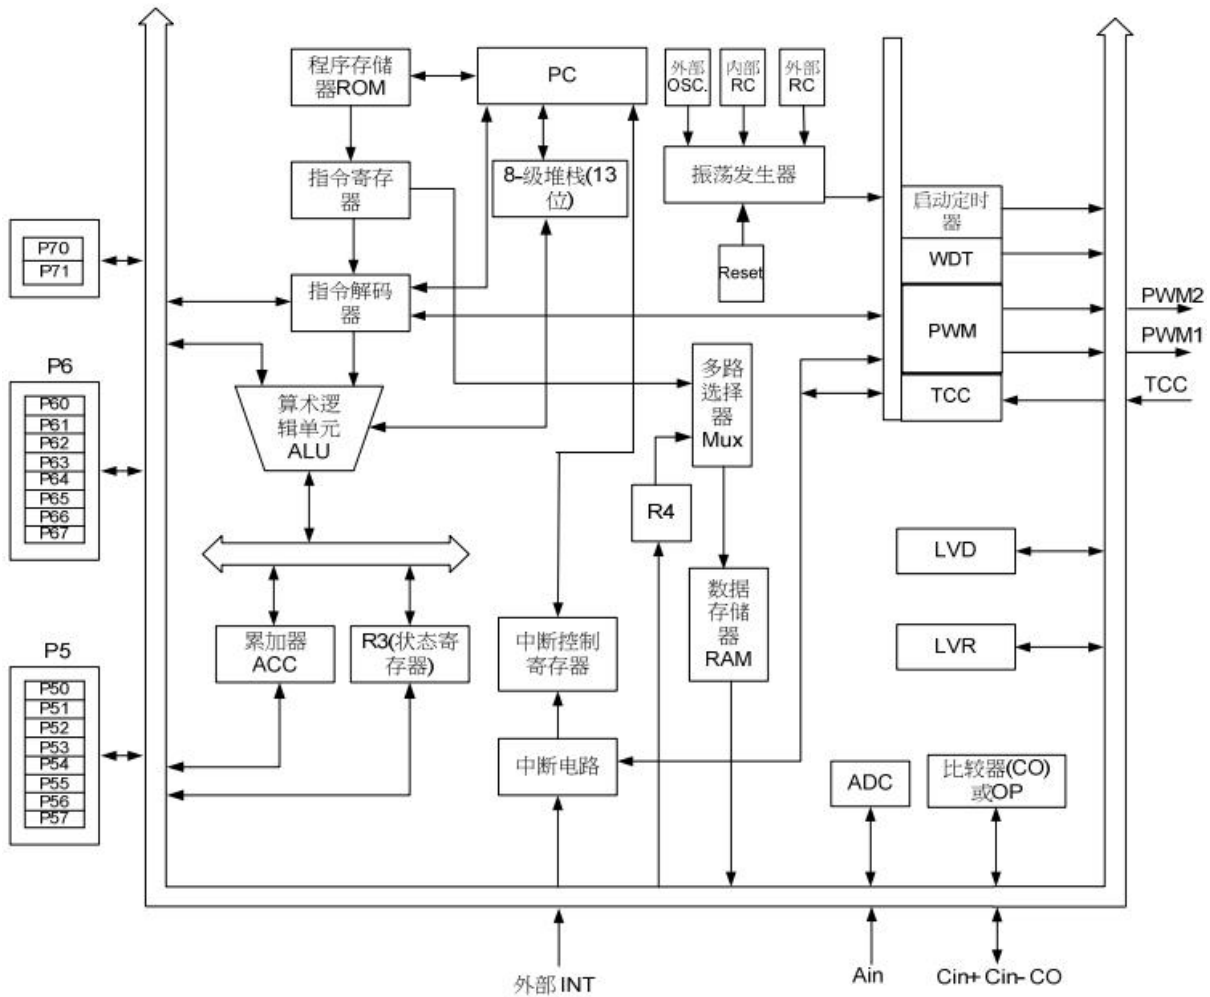 程序存储
器ROM
PC
外部
OSC.
内部
RC
外部
RC
指令寄存
器
8-级堆栈(13
位)
振荡发生器
启动定时
器
P70
P71
WDT
Reset
指令解码
器
PWM
PWM2
PWM1
TCC
TCC
P6
P60
P61
P62
P63
P64
P65
P66
P67
算术逻
辑单元
ALU
多路
选择
器
Mux
R4
LVD
数据
存储
器
RAM
累加器
ACC
R3(状态寄
存器)
中断控制
寄存器
LVR
P5
P50
P51
P52
P53
P54
P55
P56
P57
中断电路
ADC
比较器(CO)
或OP
外部 INT
Ain
Cin+ Cin- CO